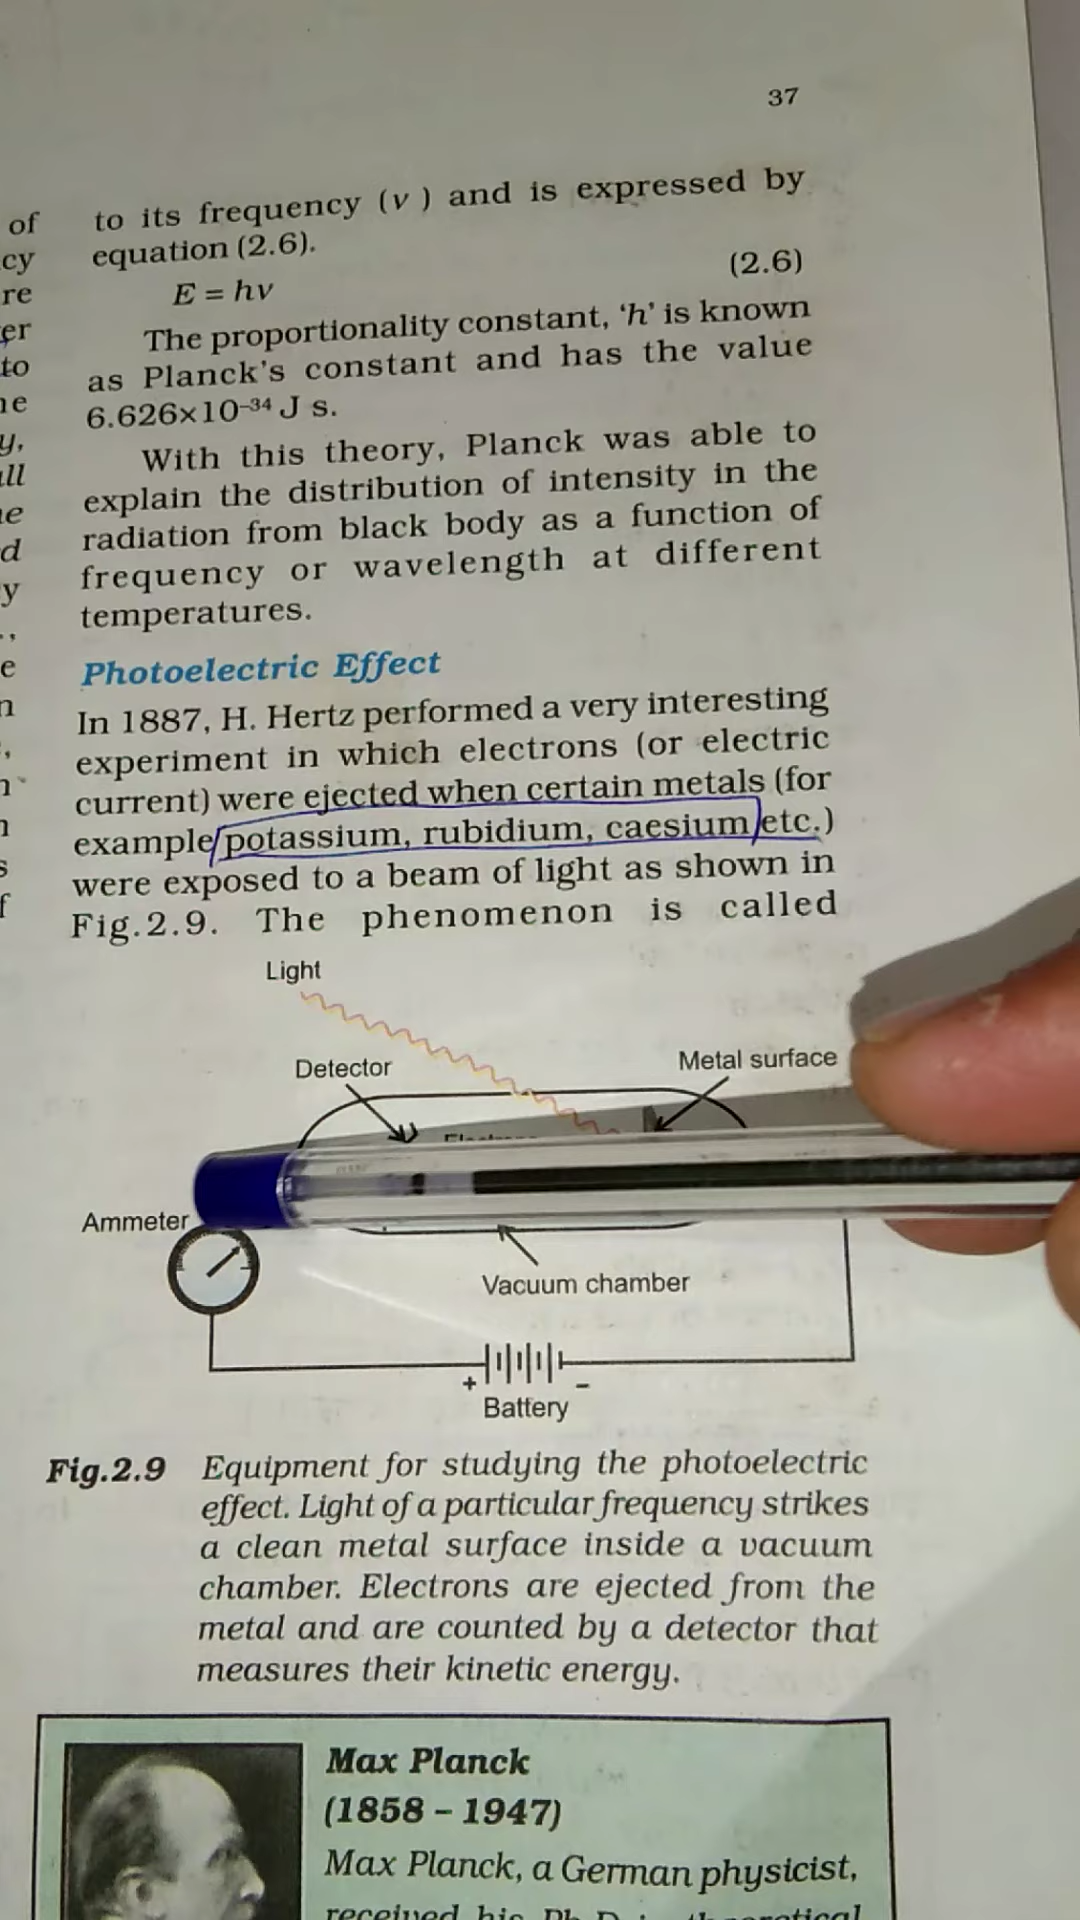 37
of
cy
re
er
to
ne
y,
all
ne
d
y
e
n
n
s
f
to its frequency (ν ) and is expressed by
equation (2.6).
E = hν (2.6)
The proportionality constant, ‘h’ is known
as Planck’s constant and has the value
6.626×10⁻³⁴ J s.
With this theory, Planck was able to
explain the distribution of intensity in the
radiation from black body as a function of
frequency or wavelength at different
temperatures.
Photoelectric Effect
In 1887, H. Hertz performed a very interesting
experiment in which electrons (or electric
current) were ejected when certain metals (for
example potassium, rubidium, caesium etc.)
were exposed to a beam of light as shown in
Fig.2.9. The phenomenon is called
Light
Detector
Metal surface
Ammeter
Vacuum chamber
+ –
Battery
Fig.2.9 Equipment for studying the photoelectric
effect. Light of a particular frequency strikes
a clean metal surface inside a vacuum
chamber. Electrons are ejected from the
metal and are counted by a detector that
measures their kinetic energy.
Max Planck
(1858 – 1947)
Max Planck, a German physicist,
received his Ph.D